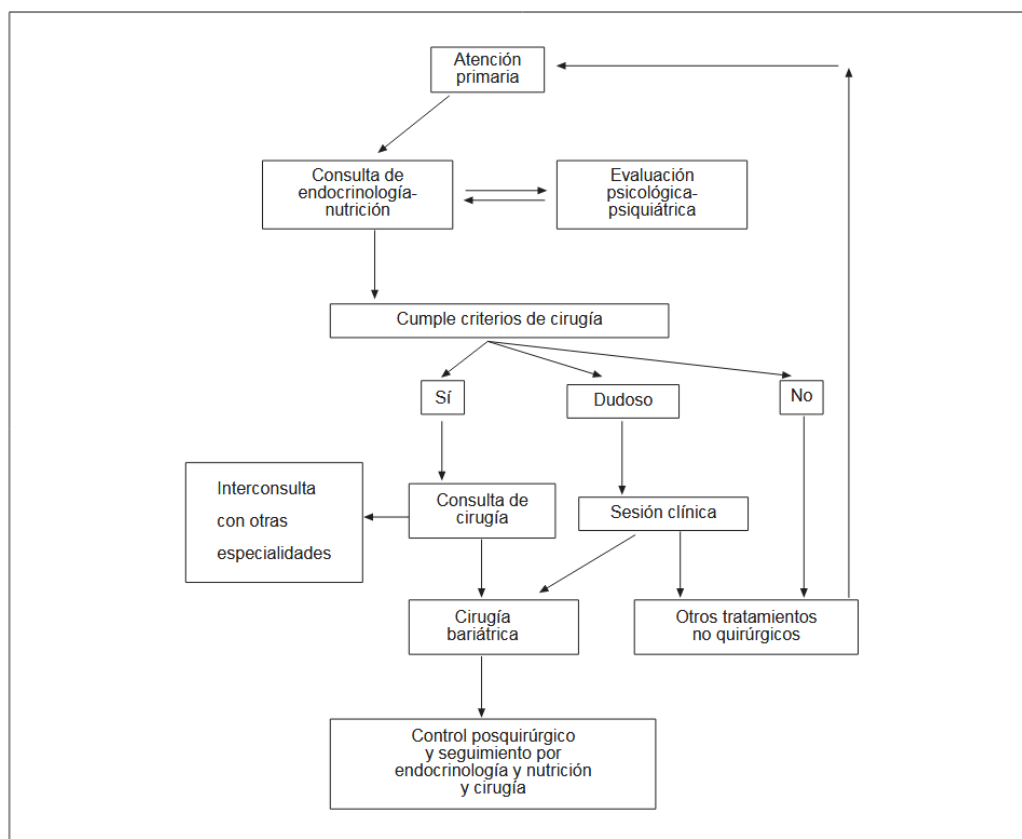 Atención
primaria
Consulta de
endocrinología-
nutrición
Evaluación
psicológica-
psiquiátrica
Cumple criterios de cirugía
Sí
Dudoso
No
Interconsulta
con otras
especialidades
Consulta de
cirugía
Sesión clínica
Cirugía
bariátrica
Otros tratamientos
no quirúrgicos
Control posquirúrgico
y seguimiento por
endocrinología y nutrición
y cirugía